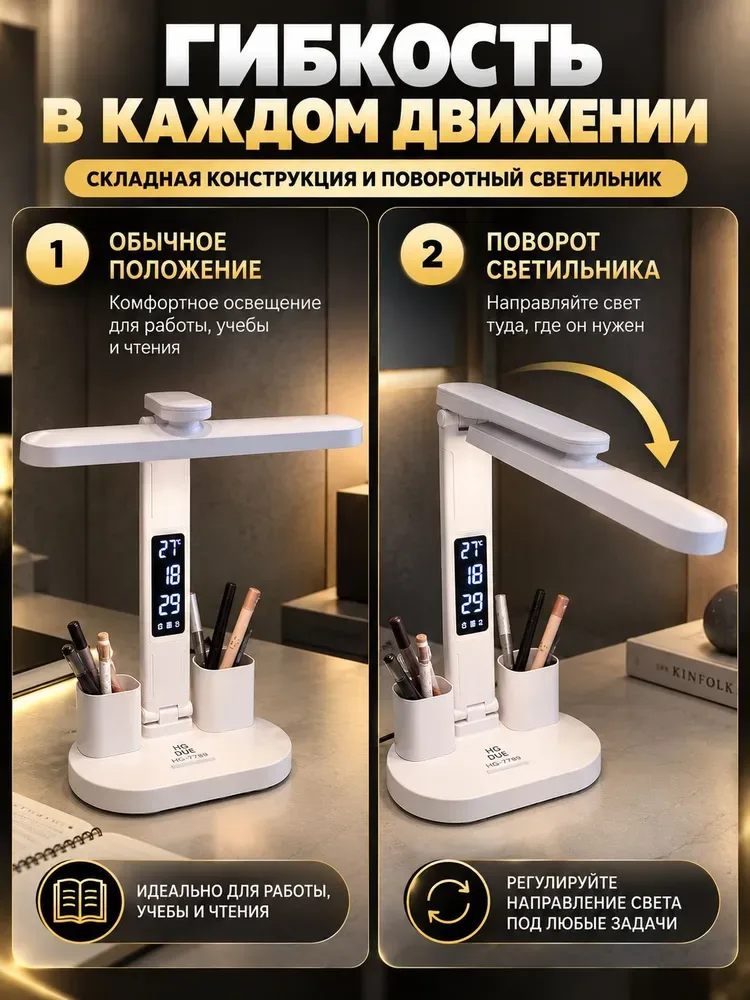 ГИБКОСТЬ
В КАЖДОМ ДВИЖЕНИИ
СКЛАДНАЯ КОНСТРУКЦИЯ И ПОВОРОТНЫЙ СВЕТИЛЬНИК
1
ОБЫЧНОЕ
ПОЛОЖЕНИЕ
Комфортное освещение
для работы, учебы
и чтения
27°C
18
29
HG
DUE
HG-7789
ИДЕАЛЬНО ДЛЯ РАБОТЫ,
УЧЕБЫ И ЧТЕНИЯ
2
ПОВОРОТ
СВЕТИЛЬНИКА
Направляйте свет
туда, где он нужен
27°C
18
29
HG
DUE
HG-7789
KINFOLK
РЕГУЛИРУЙТЕ
НАПРАВЛЕНИЕ СВЕТА
ПОД ЛЮБЫЕ ЗАДАЧИ